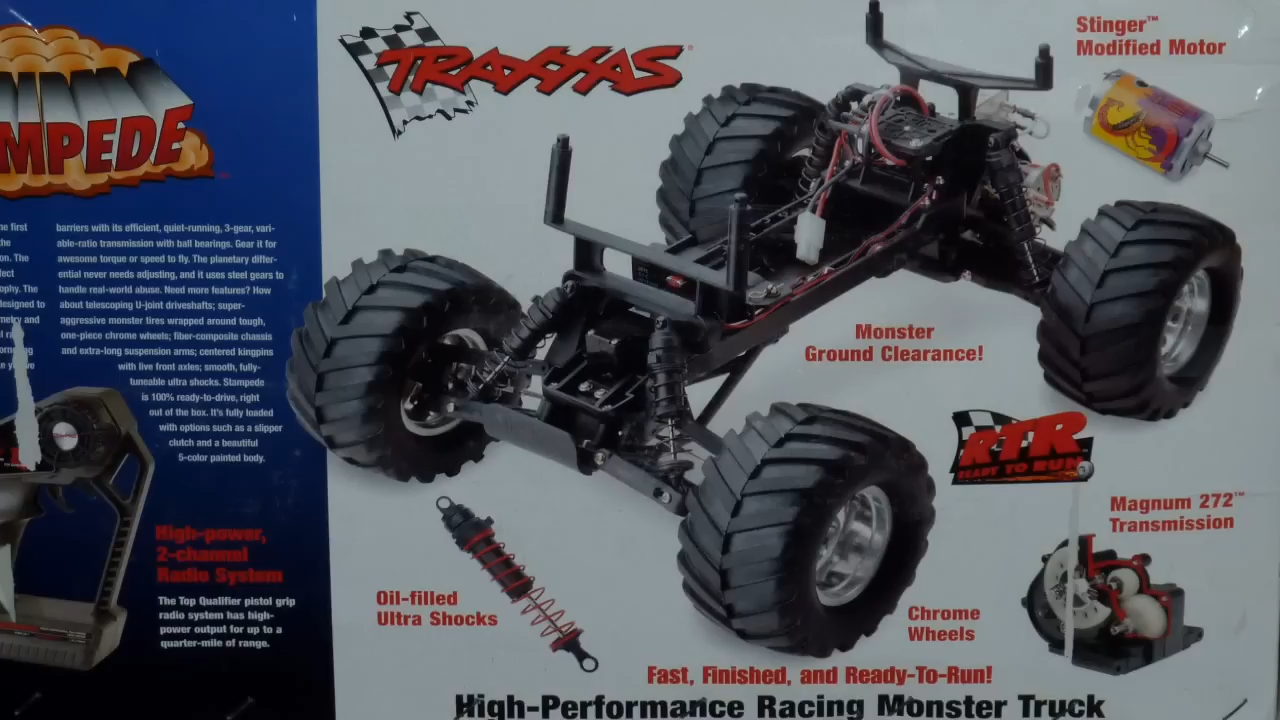 MPEDE
he first
the
on. The
fect
ophy. The
designed to
metry and
barriers with its efficient, quiet-running, 3-gear, vari-
able-ratio transmission with ball bearings. Gear it for
awesome torque or speed to fly. The planetary differ-
ential never needs adjusting, and it uses steel gears to
handle real-world abuse. Need more features? How
about telescoping U-joint driveshafts; super-
aggressive monster tires wrapped around tough,
one-piece chrome wheels; fiber-composite chassis
and extra-long suspension arms; centered kingpins
with live front axles; smooth, fully-
tuneable ultra shocks. Stampede
is 100% ready-to-drive, right
out of the box. It's fully loaded
with options such as a slipper
clutch and a beautiful
5-color painted body.
High-power,
2-channel
Radio System
The Top Qualifier pistol grip
radio system has high-
power output for up to a
quarter-mile of range.
TRAXXAS®
Stinger™
Modified Motor
Monster
Ground Clearance!
RTR
READY TO RUN
Magnum 272™
Transmission
Oil-filled
Ultra Shocks
Chrome
Wheels
Fast, Finished, and Ready-To-Run!
High-Performance Racing Monster Truck